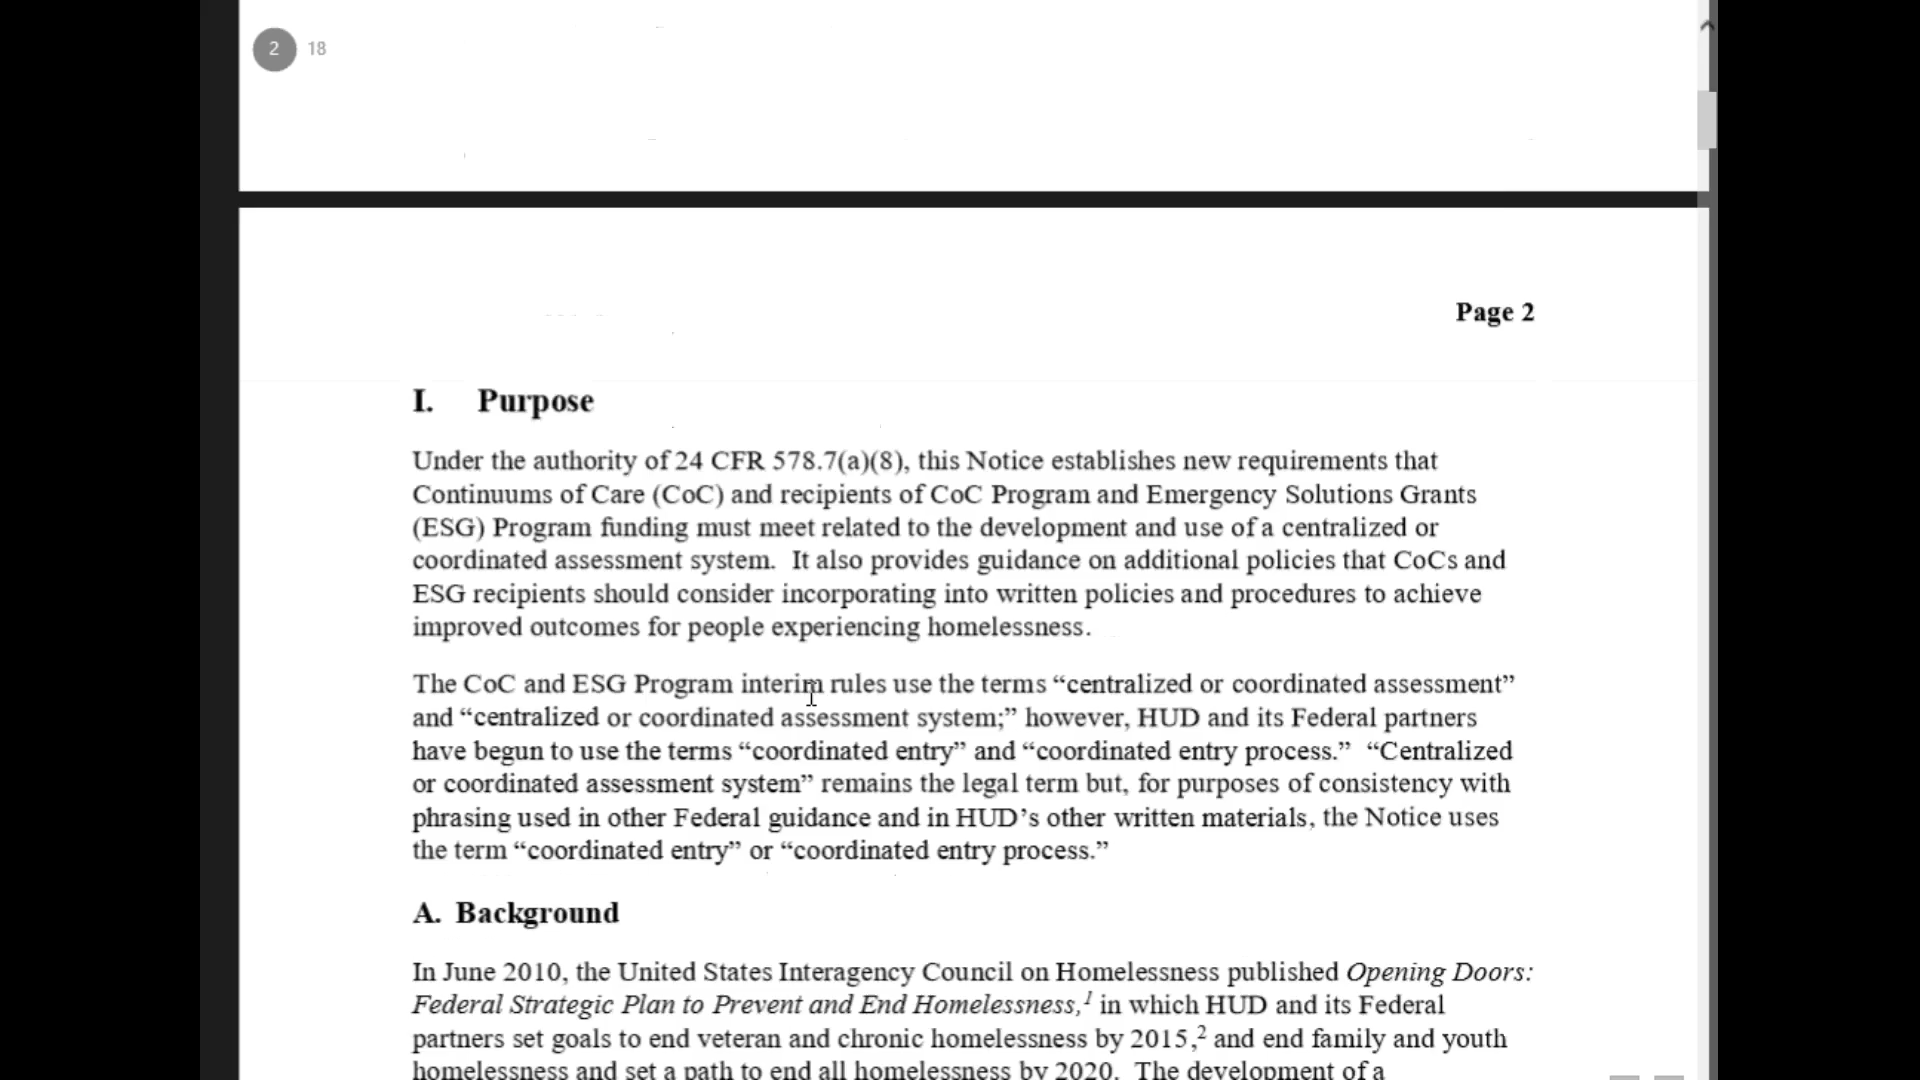 2 18
Page 2
I. Purpose
Under the authority of 24 CFR 578.7(a)(8), this Notice establishes new requirements that
Continuums of Care (CoC) and recipients of CoC Program and Emergency Solutions Grants
(ESG) Program funding must meet related to the development and use of a centralized or
coordinated assessment system.  It also provides guidance on additional policies that CoCs and
ESG recipients should consider incorporating into written policies and procedures to achieve
improved outcomes for people experiencing homelessness.
The CoC and ESG Program interim rules use the terms “centralized or coordinated assessment”
and “centralized or coordinated assessment system;” however, HUD and its Federal partners
have begun to use the terms “coordinated entry” and “coordinated entry process.”  “Centralized
or coordinated assessment system” remains the legal term but, for purposes of consistency with
phrasing used in other Federal guidance and in HUD’s other written materials, the Notice uses
the term “coordinated entry” or “coordinated entry process.”
A. Background
In June 2010, the United States Interagency Council on Homelessness published Opening Doors:
Federal Strategic Plan to Prevent and End Homelessness,1 in which HUD and its Federal
partners set goals to end veteran and chronic homelessness by 2015,2 and end family and youth
homelessness and set a path to end all homelessness by 2020.  The development of a